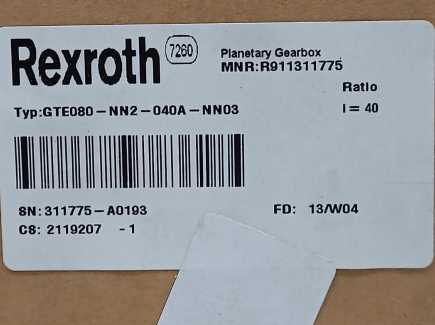 Rexroth 7260
Planetary Gearbox
MNR:R911311775
Ratio
Typ:GTE080-NN2-040A-NN03 i = 40
SN:311775-A0193 FD: 13/W04
CS: 2119207 -1